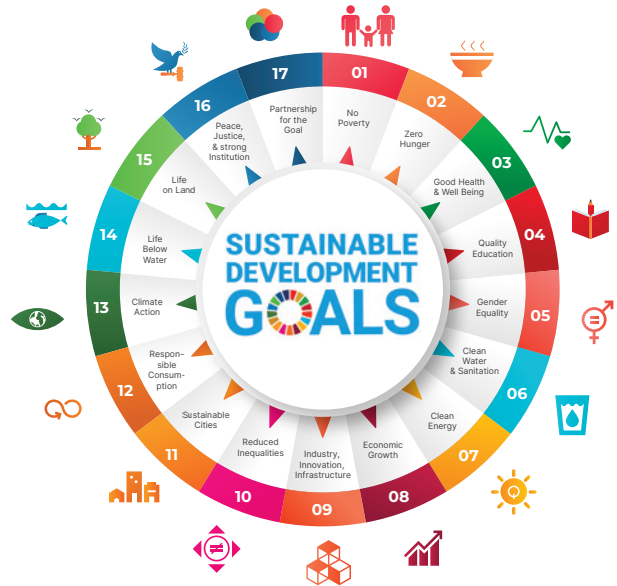 SUSTAINABLE
DEVELOPMENT
GOALS
01
No
Poverty
02
Zero
Hunger
03
Good Health
& Well Being
04
Quality
Education
05
Gender
Equality
06
Clean
Water
& Sanitation
07
Clean
Energy
08
Economic
Growth
09
Industry,
Innovation,
Infrastructure
10
Reduced
Inequalities
11
Sustainable
Cities
12
Respon-
sible
Consum-
ption
13
Climate
Action
14
Life
Below
Water
15
Life
on Land
16
Peace,
Justice,
& strong
Institution
17
Partnership
for the
Goal